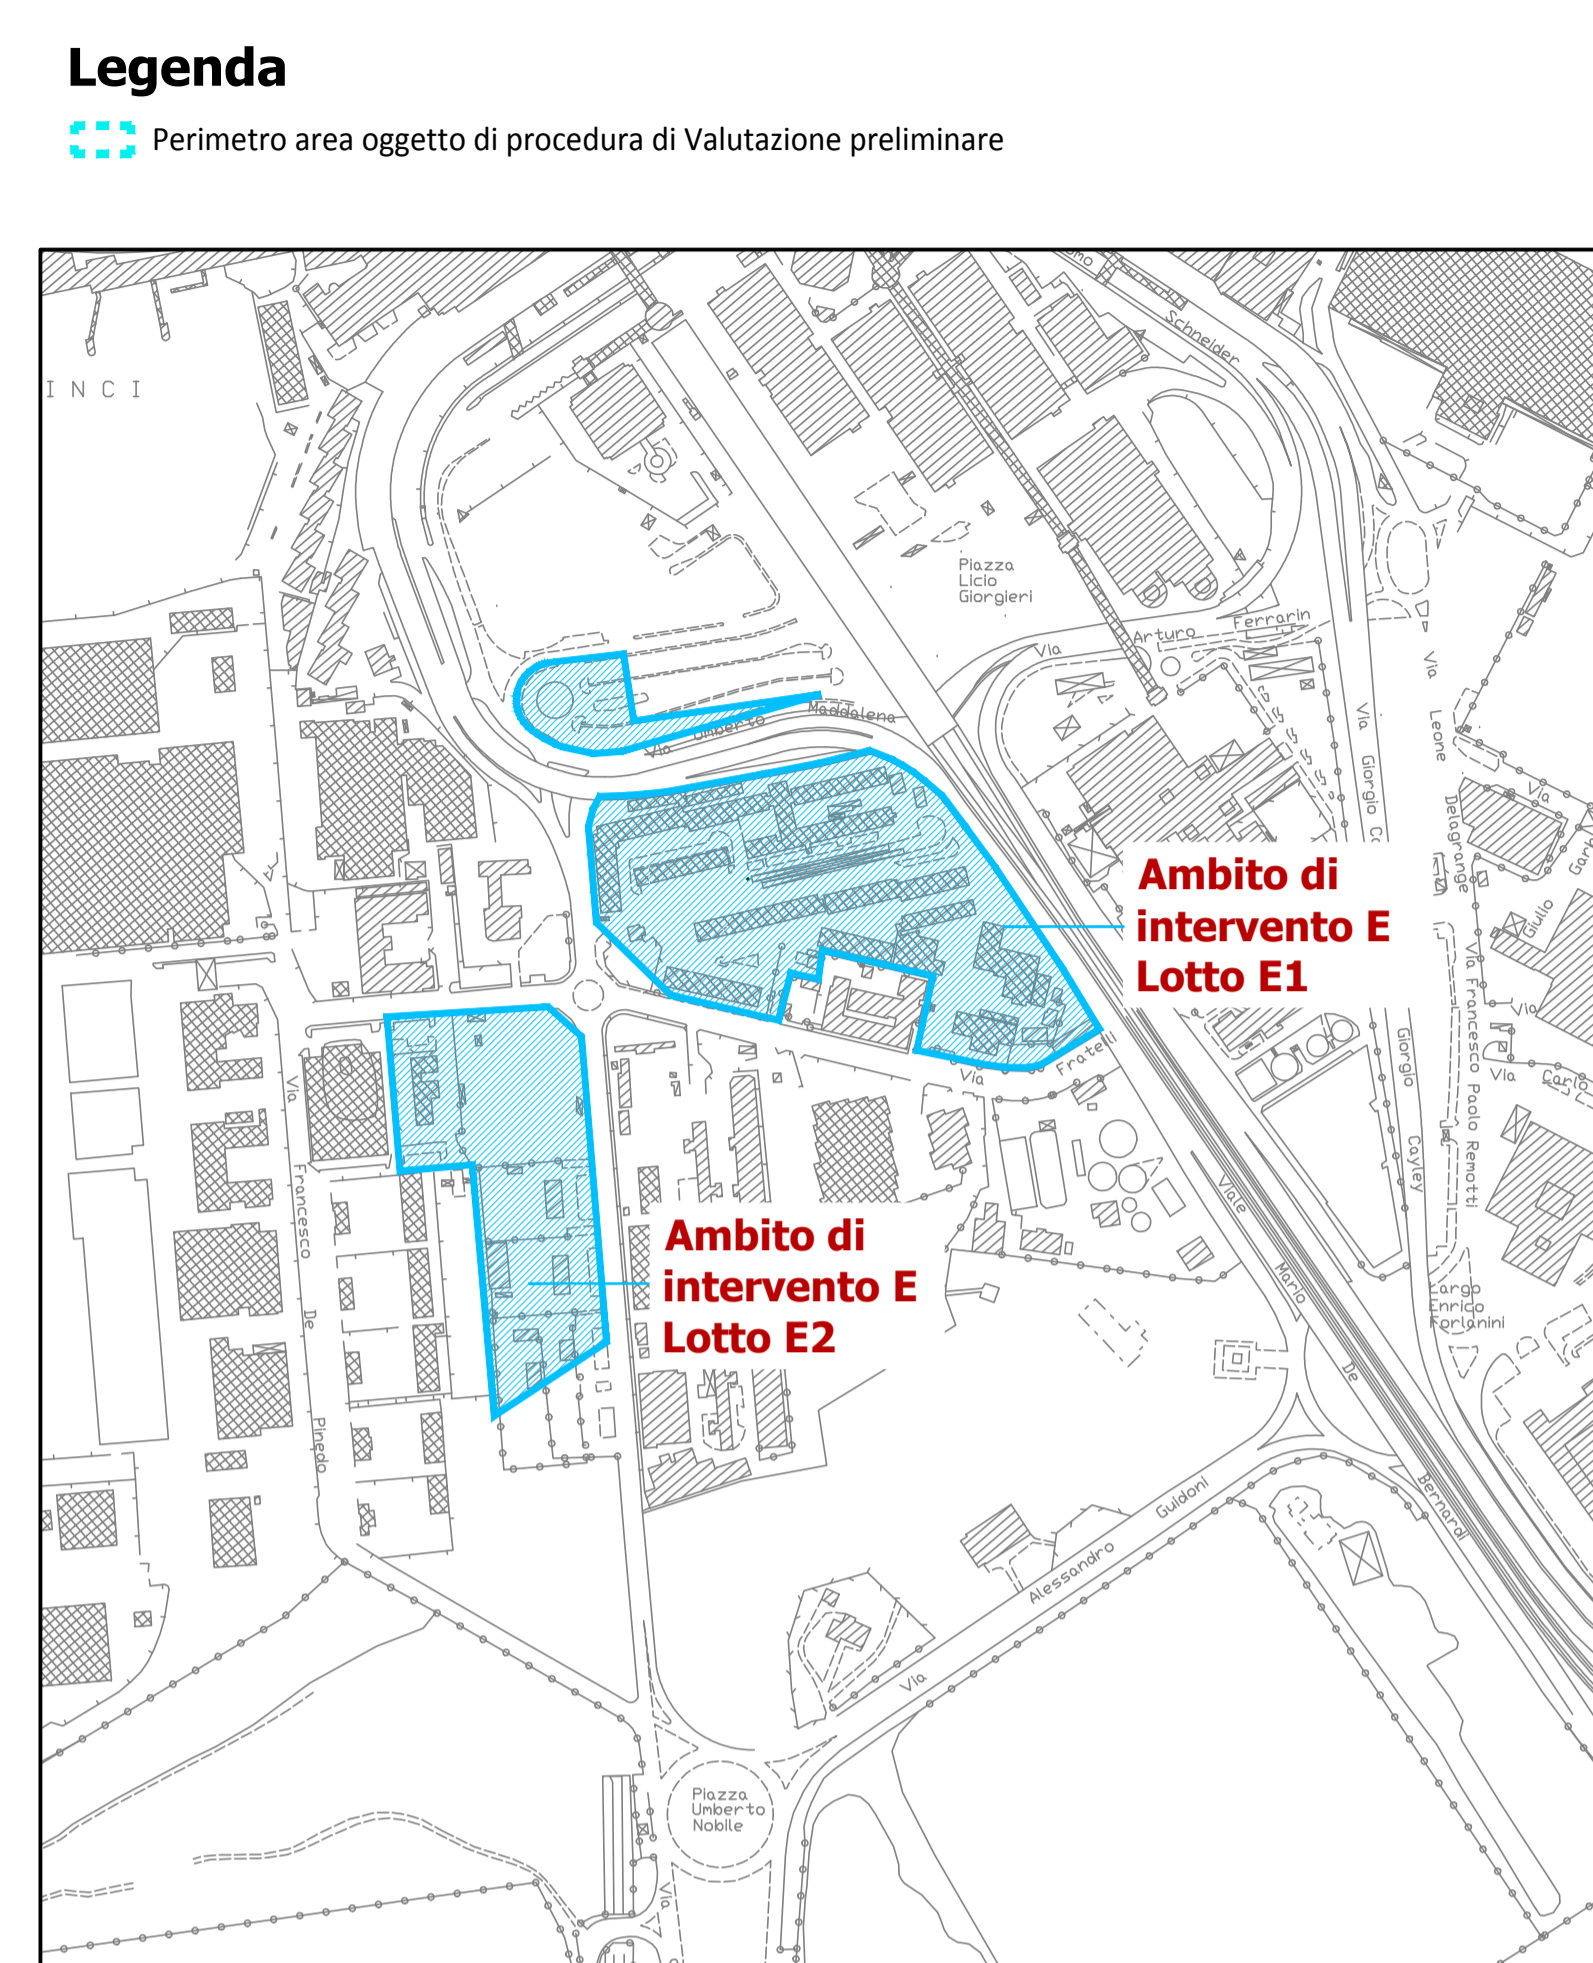 Legenda
Perimetro area oggetto di procedura di Valutazione preliminare
INCI
Schneider
Piazza
Licio
Giorgieri
Via
Arturo
Ferrarin
Via Umberto Maddalena
Via
Leone
Delagrange
Via
Giorgio
Via
Giulio
Ambito di
intervento E
Lotto E1
Via
Fratelli
Via Francesco Paolo Remotti
Via
Via
Carlo
Giorgio
Cayley
Via
Francesco
De
Pinedo
Ambito di
intervento E
Lotto E2
Viale
Mario
De
Bernardi
Largo
Enrico
Forlanini
Via
Alessandro
Guidoni
Piazza
Umberto
Nobile
Via